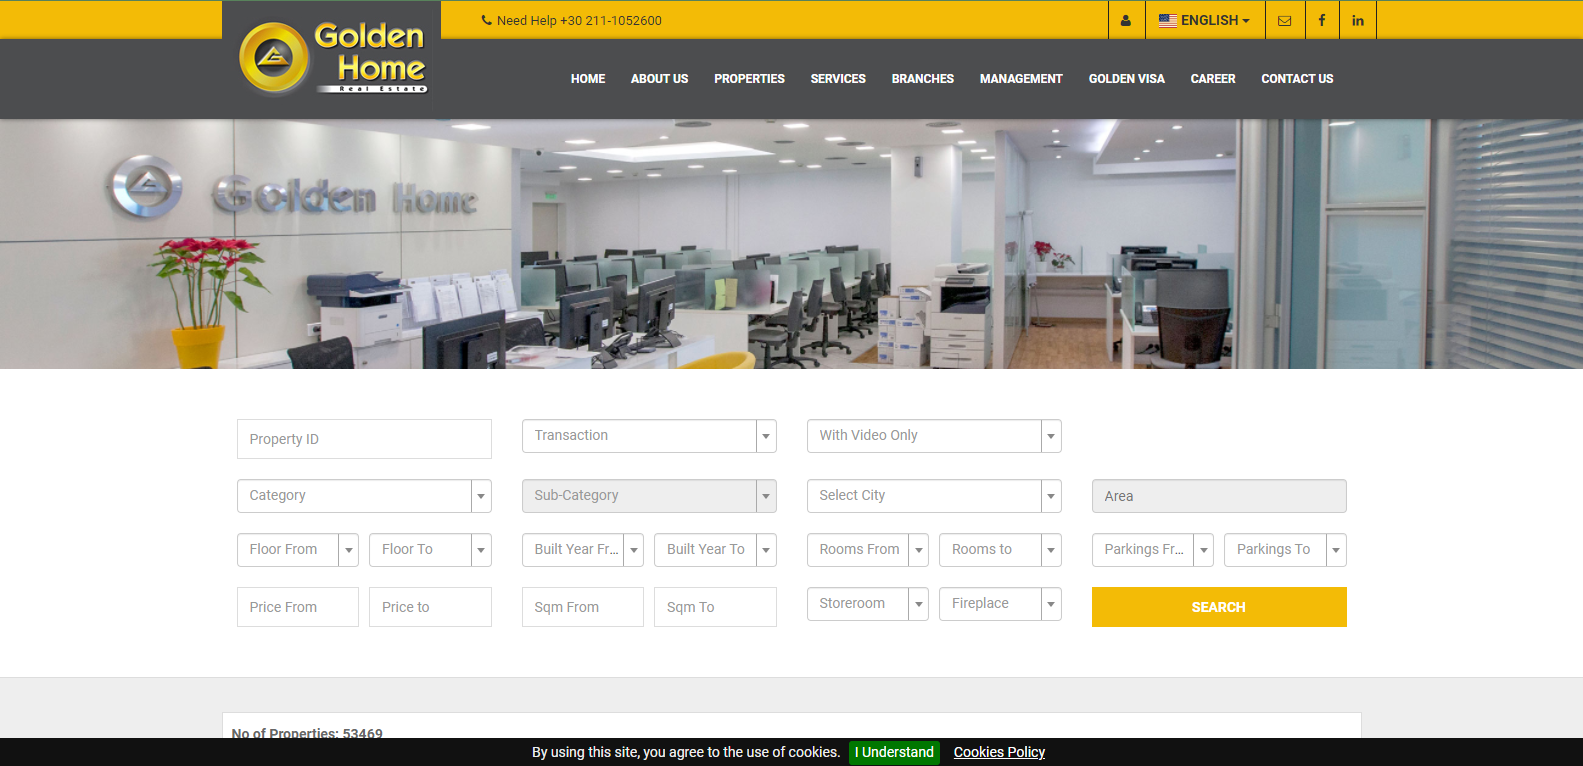 Golden
Home
Real Estate
Need Help +30 211-1052600
ENGLISH
HOME ABOUT US PROPERTIES SERVICES BRANCHES MANAGEMENT GOLDEN VISA CAREER CONTACT US
Golden Home
Property ID Transaction With Video Only
Category Sub-Category Select City Area
Floor From Floor To Built Year Fr... Built Year To Rooms From Rooms to Parkings Fr... Parkings To
Price From Price to Sqm From Sqm To Storeroom Fireplace SEARCH
No of Properties: 53469
By using this site, you agree to the use of cookies. I Understand Cookies Policy